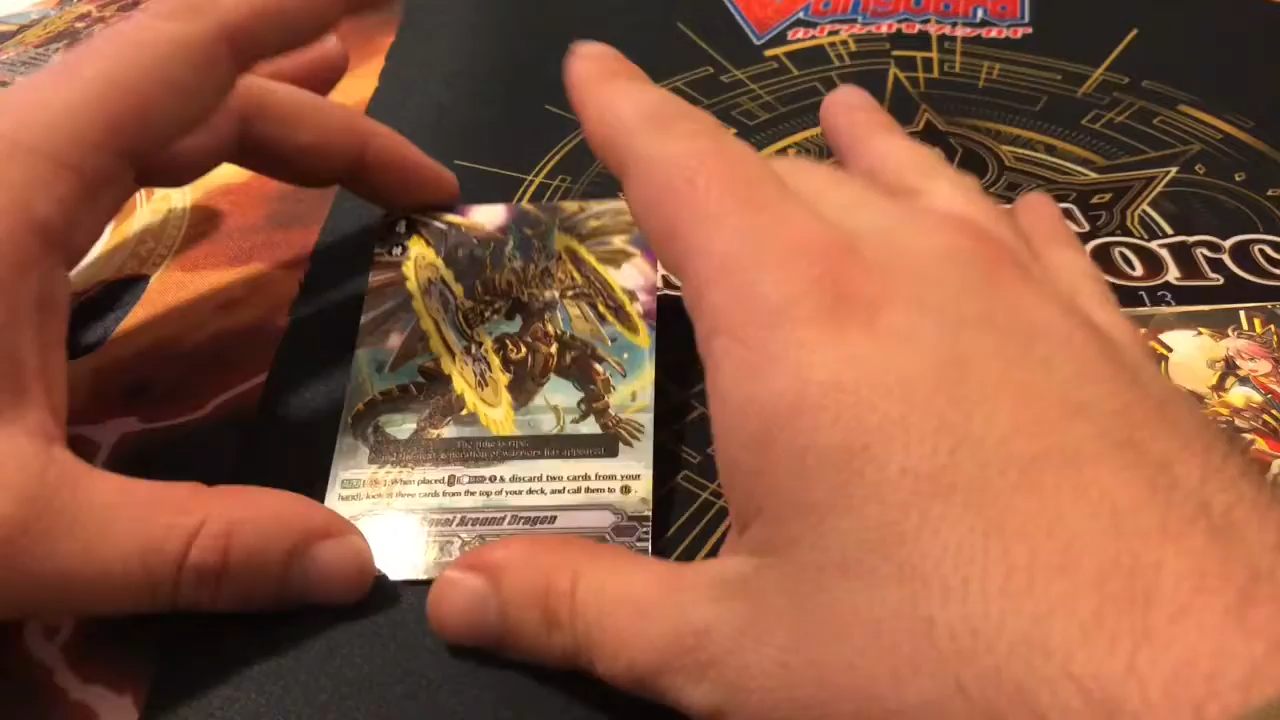 Vanguard
orc
13
4
The time is ripe,
and the next generation of warriors has appeared.
When placed, & discard two cards from your
hand], look at three cards from the top of your deck, and call them to
Around Dragon